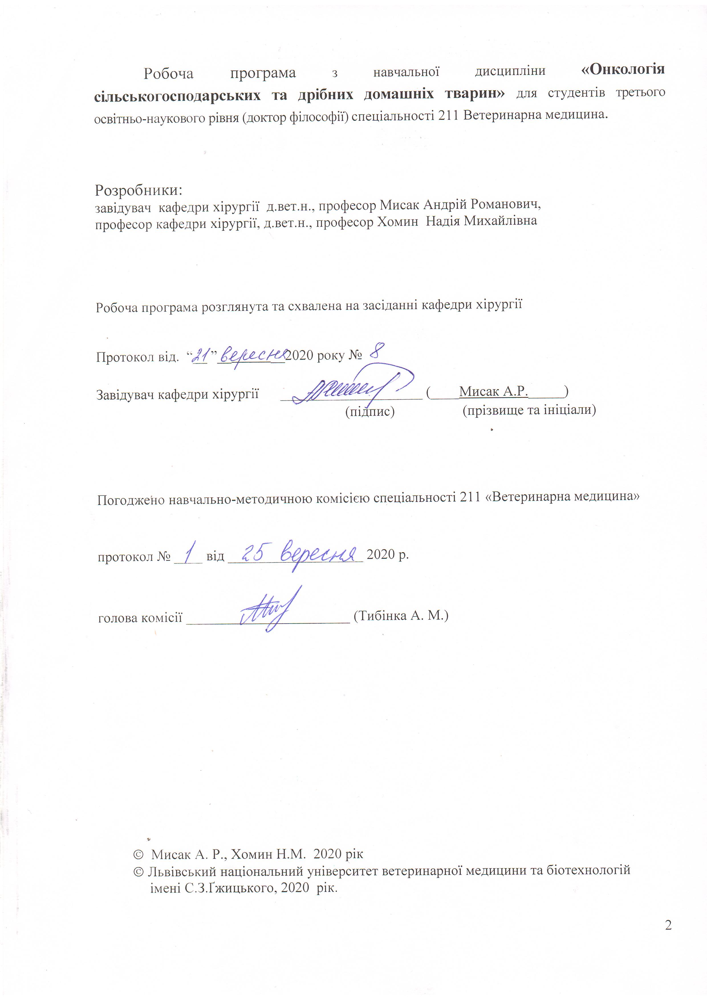 Робоча програма з навчальної дисципліни «Онкологія
сільськогосподарських та дрібних домашніх тварин» для студентів третього
освітньо-наукового рівня (доктор філософії) спеціальності 211 Ветеринарна медицина.
Розробники:
завідувач кафедри хірургії д.вет.н., професор Мисак Андрій Романович,
професор кафедри хірургії, д.вет.н., професор Хомин Надія Михайлівна
Робоча програма розглянута та схвалена на засіданні кафедри хірургії
Протокол від. “21” вересня 2020 року № 8
Завідувач кафедри хірургії (Мисак А.Р.)
(підпис) (прізвище та ініціали)
Погоджено навчально-методичною комісією спеціальності 211 «Ветеринарна медицина»
протокол № 1 від 25 вересня 2020 р.
голова комісії (Тибінка А. М.)
© Мисак А. Р., Хомин Н.М. 2020 рік
© Львівський національний університет ветеринарної медицини та біотехнологій
імені С.З.Ґжицького, 2020 рік.
2